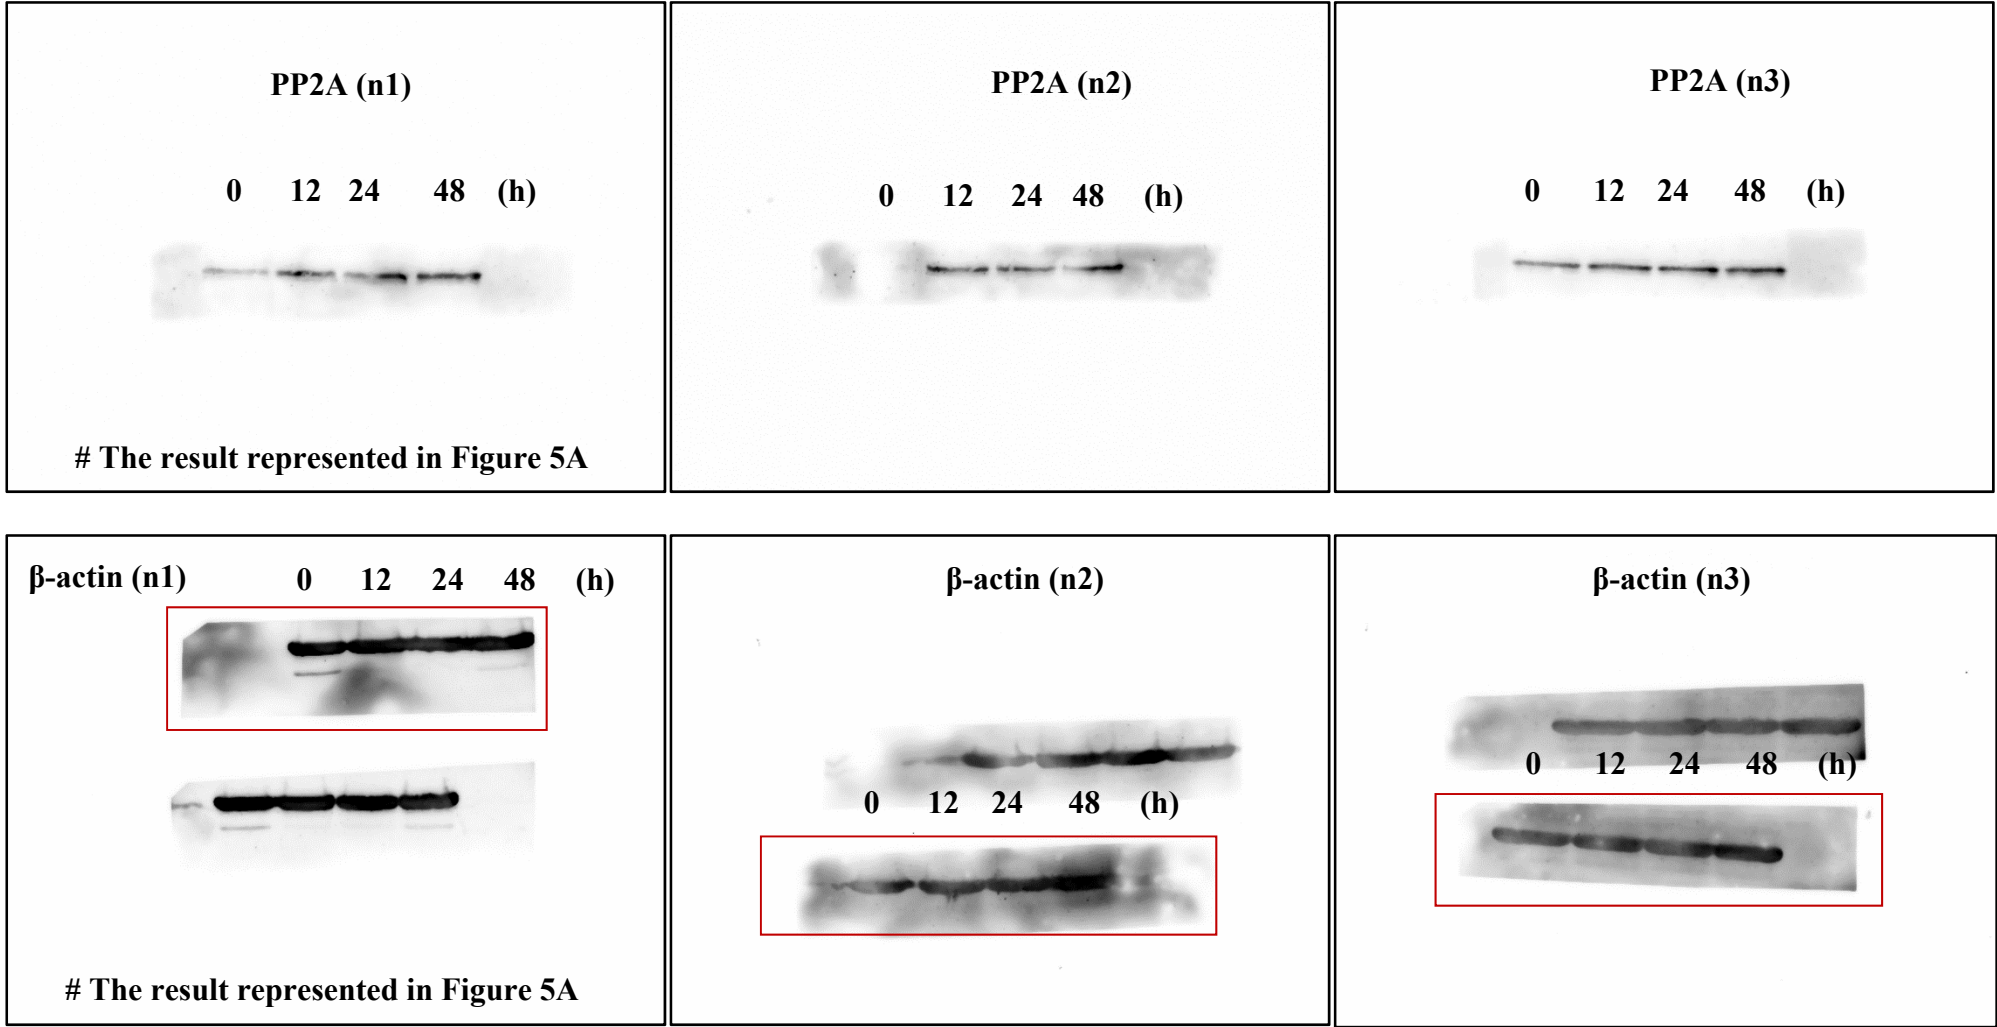 PP2A (n1)
0 12 24 48 (h)
# The result represented in Figure 5A
PP2A (n2)
0 12 24 48 (h)
PP2A (n3)
0 12 24 48 (h)
β-actin (n1) 0 12 24 48 (h)
# The result represented in Figure 5A
β-actin (n2)
0 12 24 48 (h)
β-actin (n3)
0 12 24 48 (h)